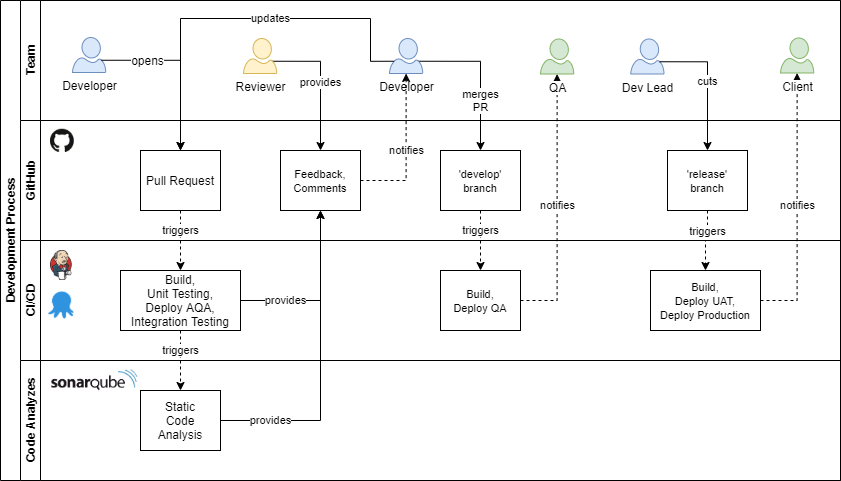 Development Process
Team
updates
opens
provides
merges
PR
cuts
Developer
Reviewer
Developer
QA
Dev Lead
Client
GitHub
notifies
Pull Request
Feedback,
Comments
'develop'
branch
'release'
branch
notifies
notifies
triggers
triggers
triggers
CI/CD
Build,
Unit Testing,
Deploy AQA,
Integration Testing
provides
Build,
Deploy QA
Build,
Deploy UAT,
Deploy Production
triggers
Code Analyzes
sonarqube
Static
Code
Analysis
provides